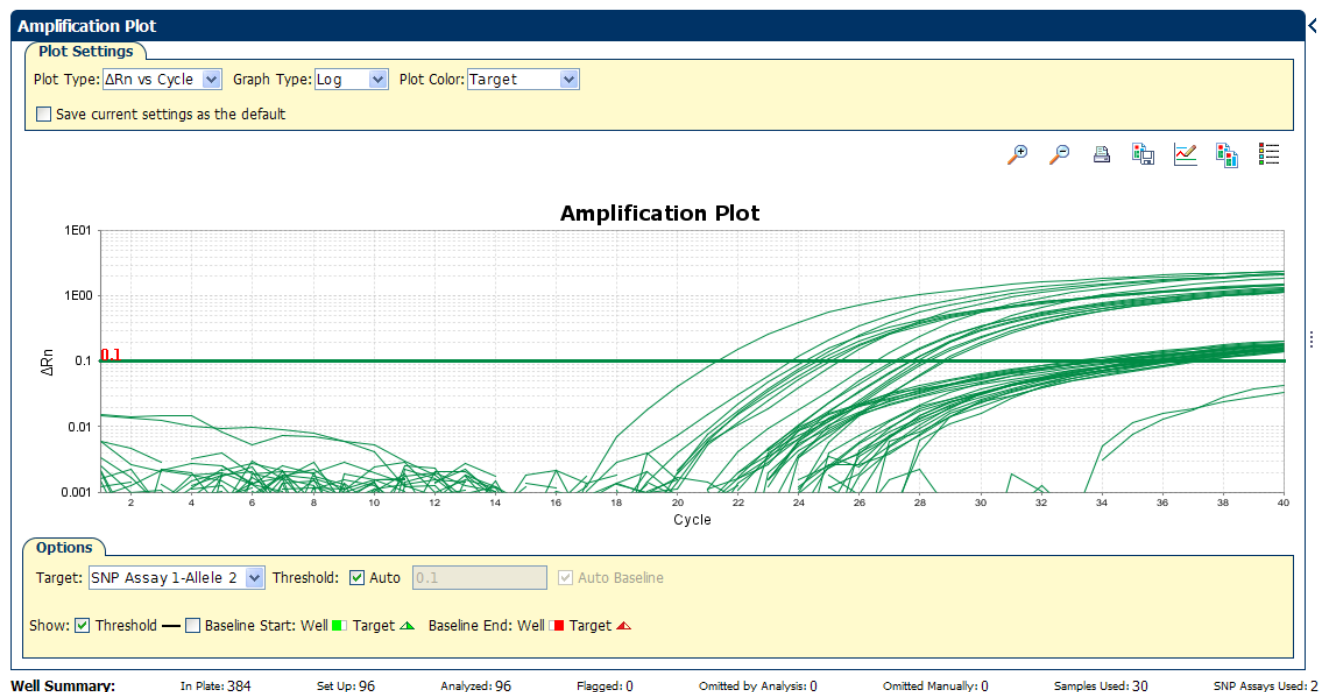 Amplification Plot
Plot Settings
Plot Type: ΔRn vs Cycle Graph Type: Log Plot Color: Target
Save current settings as the default
Amplification Plot
1E01
1E00
0.1
0.1
0.01
0.001
ΔRn
2 4 6 8 10 12 14 16 18 20 22 24 26 28 30 32 34 36 38 40
Cycle
Options
Target: SNP Assay 1-Allele 2 Threshold: Auto 0.1 Auto Baseline
Show: Threshold Baseline Start: Well Target Baseline End: Well Target
Well Summary: In Plate: 384 Set Up: 96 Analyzed: 96 Flagged: 0 Omitted by Analysis: 0 Omitted Manually: 0 Samples Used: 30 SNP Assays Used: 2